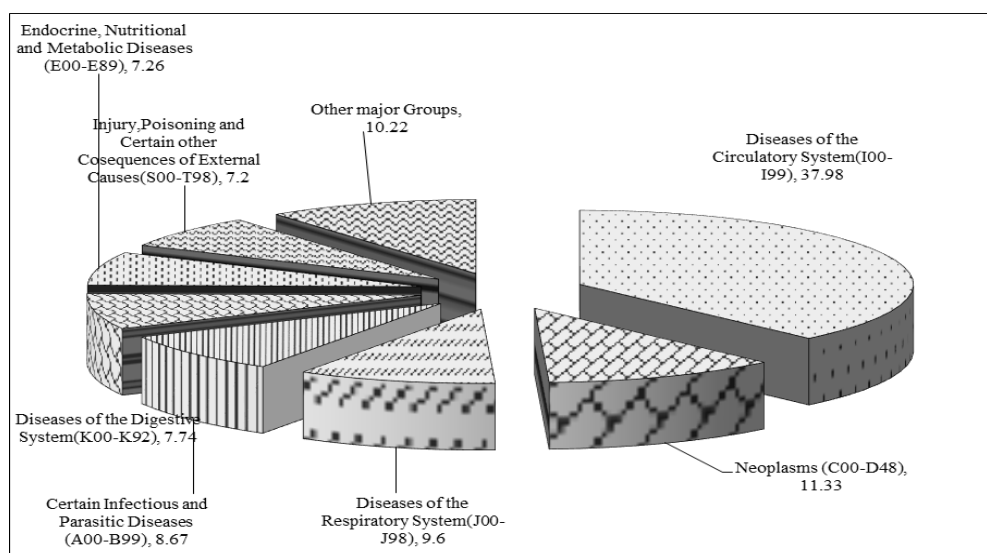 Endocrine, Nutritional
and Metabolic Diseases
(E00-E89), 7.26
Injury,Poisoning and
Certain other
Cosequences of External
Causes(S00-T98), 7.2
Other major Groups,
10.22
Diseases of the
Circulatory System(I00-
I99), 37.98
Diseases of the Digestive
System(K00-K92), 7.74
Certain Infectious and
Parasitic Diseases
(A00-B99), 8.67
Diseases of the
Respiratory System(J00-
J98), 9.6
Neoplasms (C00-D48),
11.33